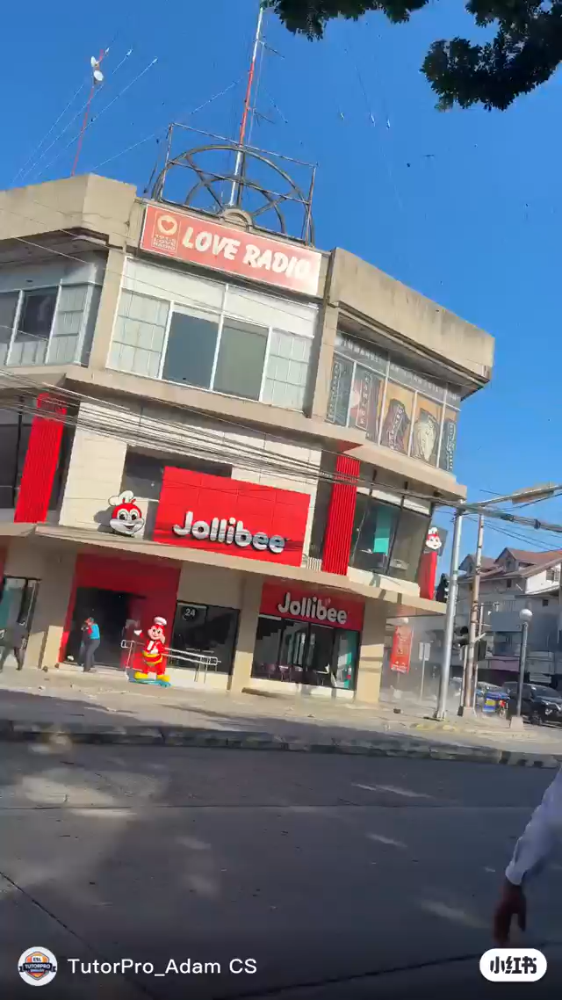 LOVE RADIO
Jollibee
Jollibee
24
TutorPro_Adam CS
小红书